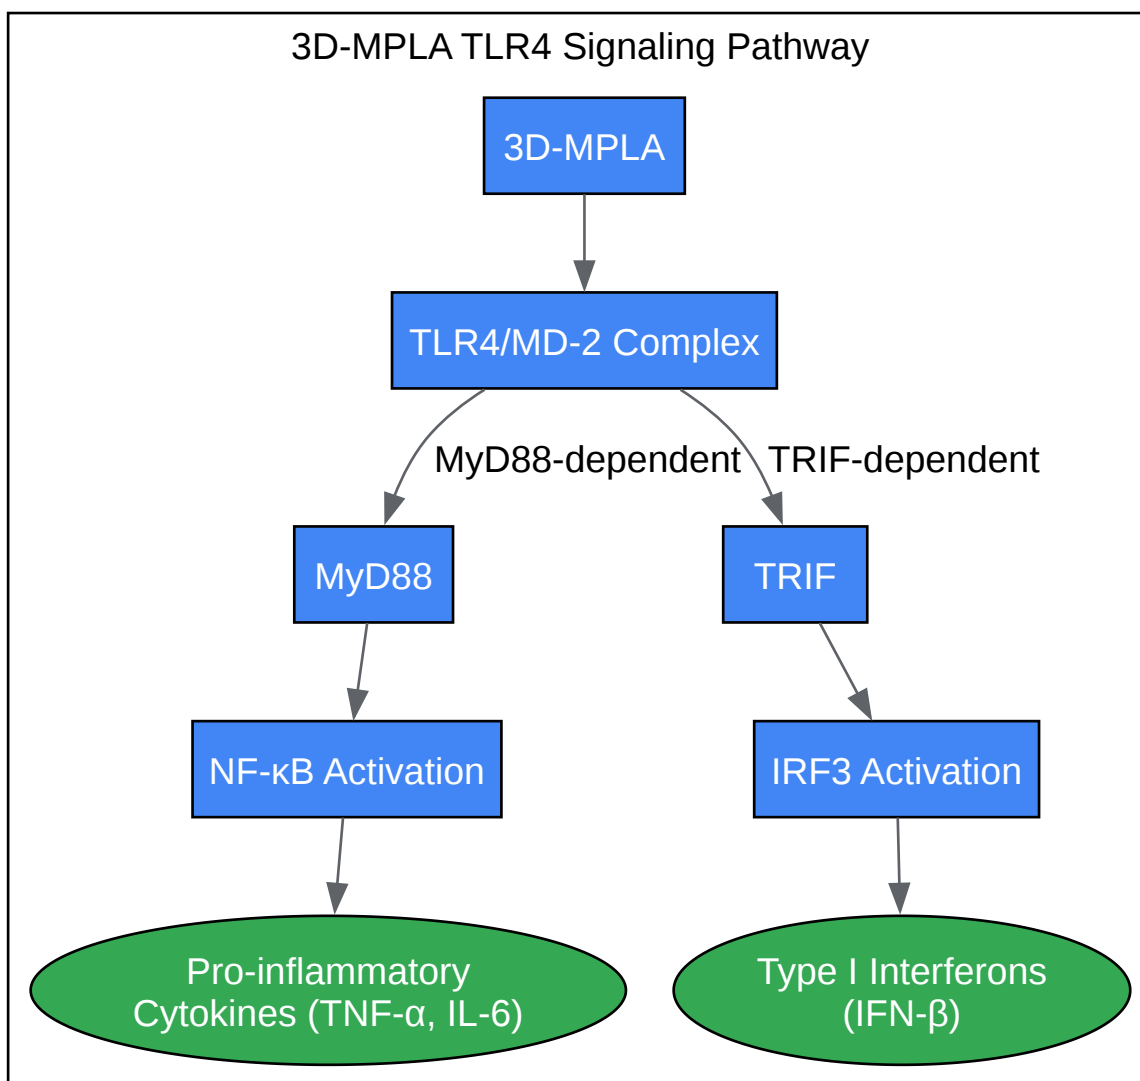 3D-MPLA TLR4 Signaling Pathway
3D-MPLA
TLR4/MD-2 Complex
MyD88-dependent
TRIF-dependent
MyD88
TRIF
NF-κB Activation
IRF3 Activation
Pro-inflammatory
Cytokines (TNF-α, IL-6)
Type I Interferons
(IFN-β)